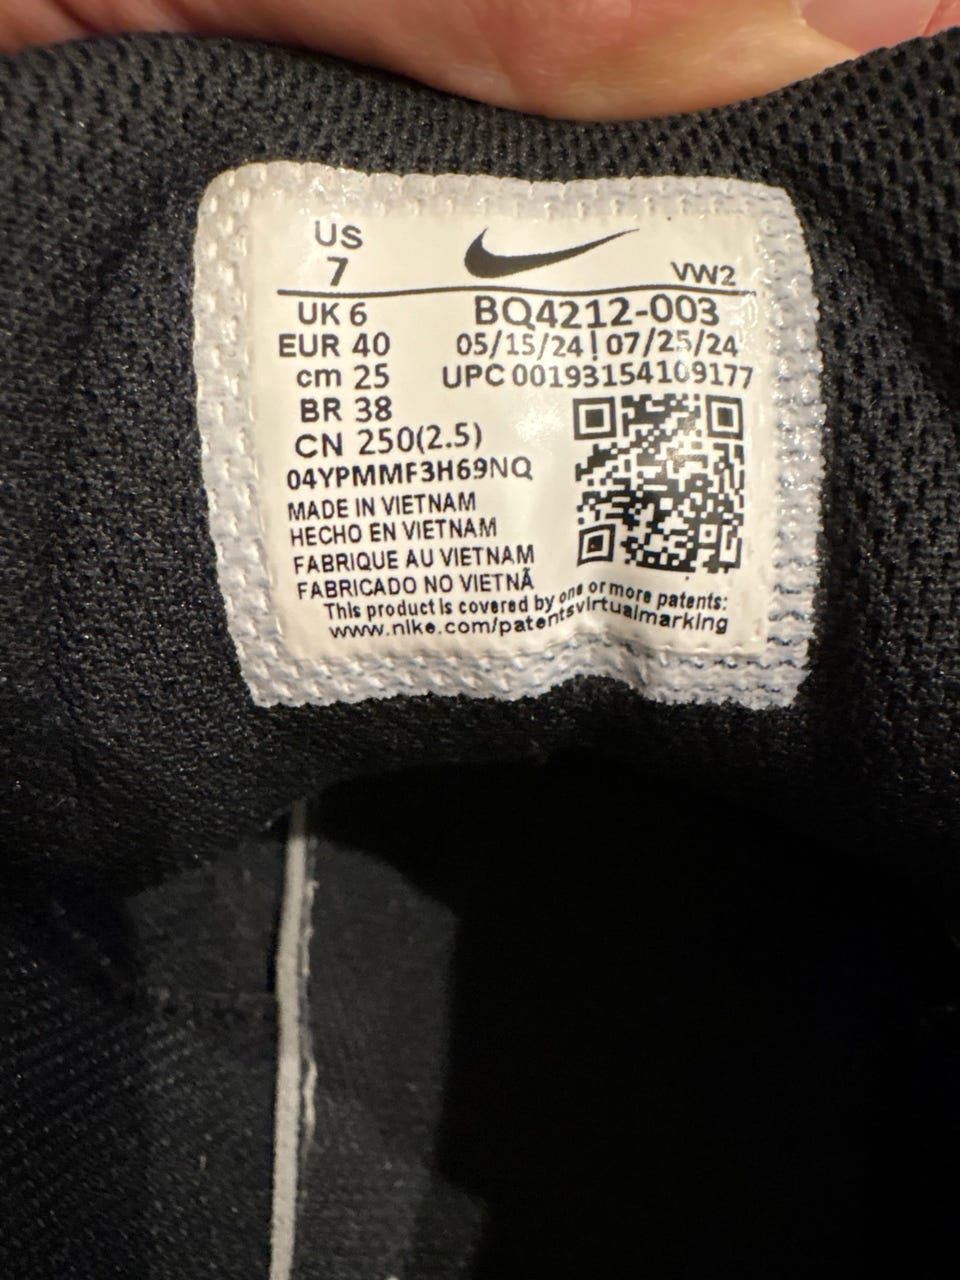 US
7
VW2
UK 6
BQ4212-003
EUR 40
05/15/24 | 07/25/24
cm 25
UPC 00193154109177
BR 38
CN 250(2.5)
04YPMMF3H69NQ
MADE IN VIETNAM
HECHO EN VIETNAM
FABRIQUE AU VIETNAM
FABRICADO NO VIETNÃ
This product is covered by one or more patents:
www.nike.com/patentsvirtualmarking